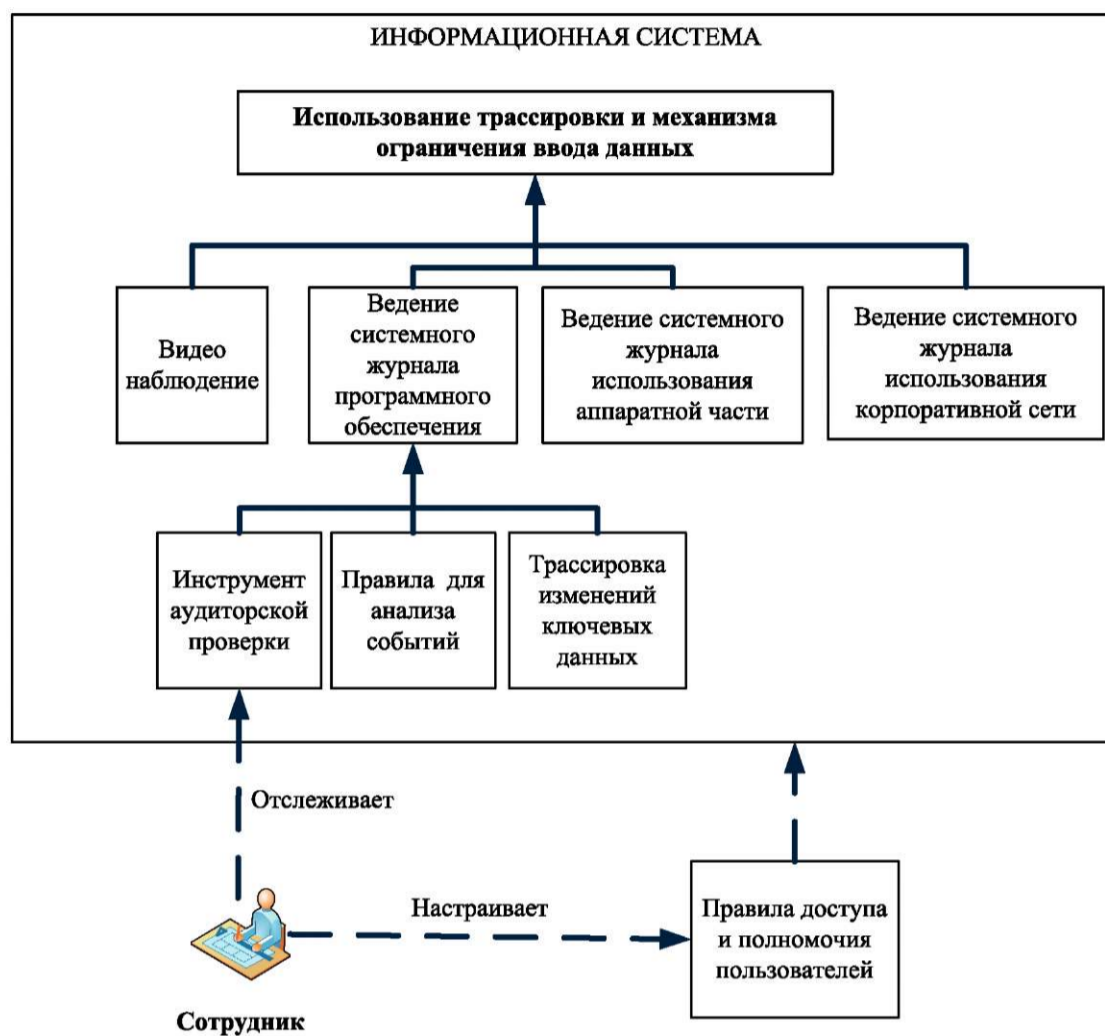 ИНФОРМАЦИОННАЯ СИСТЕМА
Использование трассировки и механизма
ограничения ввода данных
Видео
наблюдение
Ведение
системного
журнала
программного
обеспечения
Ведение системного
журнала
использования
аппаратной части
Ведение системного
журнала
использования
корпоративной сети
Инструмент
аудиторской
проверки
Правила для
анализа
событий
Трассировка
изменений
ключевых
данных
Отслеживает
Настраивает
Правила доступа
и полномочия
пользователей
Сотрудник